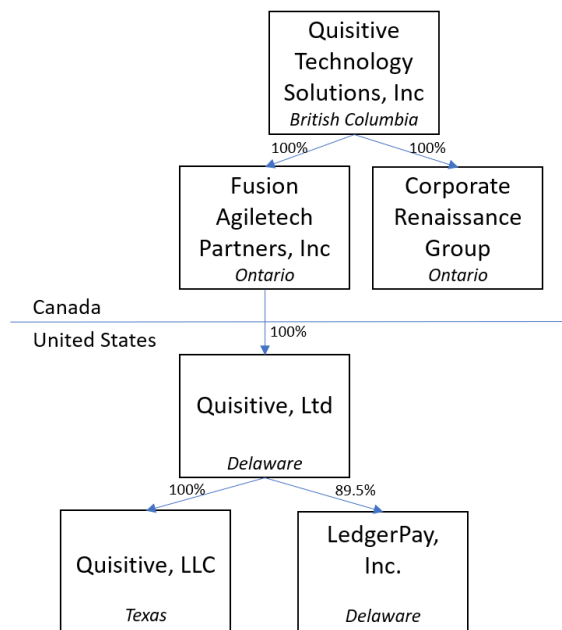 Quisitive
Technology
Solutions, Inc
British Columbia
100%
100%
Fusion
Agiletech
Partners, Inc
Ontario
Corporate
Renaissance
Group
Ontario
Canada
United States
100%
Quisitive, Ltd
Delaware
100%
89.5%
Quisitive, LLC
Texas
LedgerPay,
Inc.
Delaware